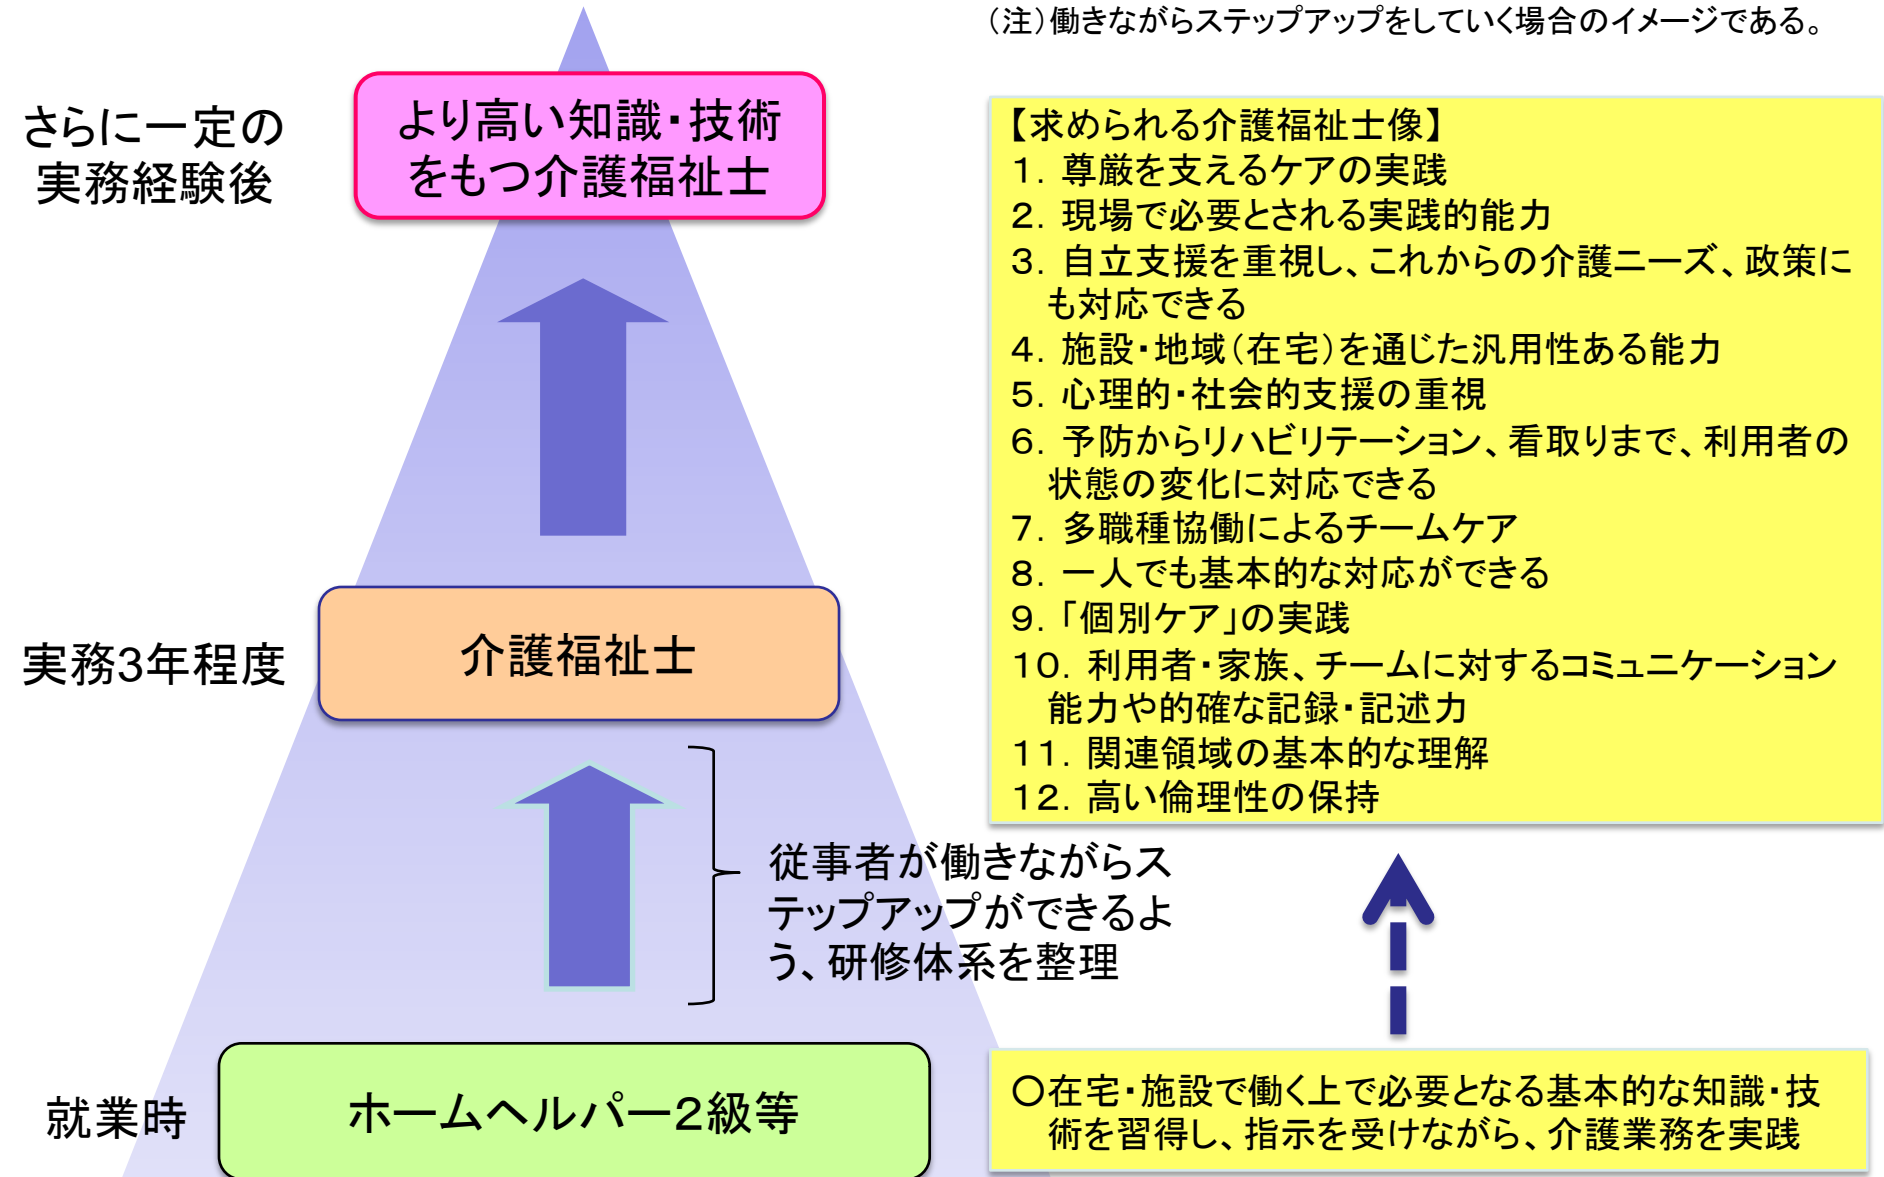 （注）働きながらステップアップをしていく場合のイメージである。
さらに一定の
実務経験後
より高い知識・技術
をもつ介護福祉士
【求められる介護福祉士像】
１．尊厳を支えるケアの実践
２．現場で必要とされる実践的能力
３．自立支援を重視し、これからの介護ニーズ、政策に
も対応できる
４．施設・地域（在宅）を通じた汎用性ある能力
５．心理的・社会的支援の重視
６．予防からリハビリテーション、看取りまで、利用者の
状態の変化に対応できる
７．多職種協働によるチームケア
８．一人でも基本的な対応ができる
９．「個別ケア」の実践
１０．利用者・家族、チームに対するコミュニケーション
能力や的確な記録・記述力
１１．関連領域の基本的な理解
１２．高い倫理性の保持
実務3年程度
介護福祉士
従事者が働きながらス
テップアップができるよ
う、研修体系を整理
就業時
ホームヘルパー２級等
○在宅・施設で働く上で必要となる基本的な知識・技
術を習得し、指示を受けながら、介護業務を実践